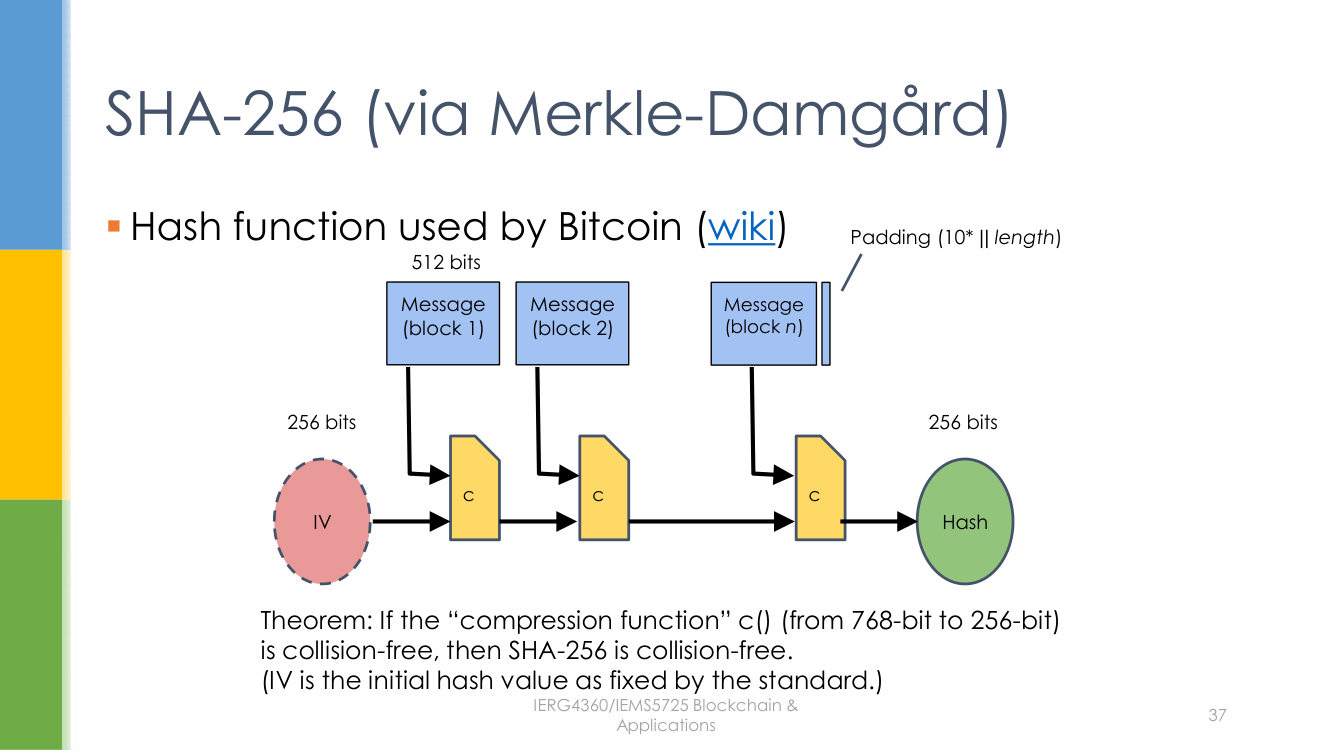 SHA-256 (via Merkle-Damgård)
Hash function used by Bitcoin (wiki)
Padding (10* || length)
512 bits
Message
(block 1)
Message
(block 2)
Message
(block n)
256 bits
256 bits
c
c
c
IV
Hash
Theorem: If the “compression function” c() (from 768-bit to 256-bit)
is collision-free, then SHA-256 is collision-free.
(IV is the initial hash value as fixed by the standard.)
IERG4360/IEMS5725 Blockchain &
Applications
37